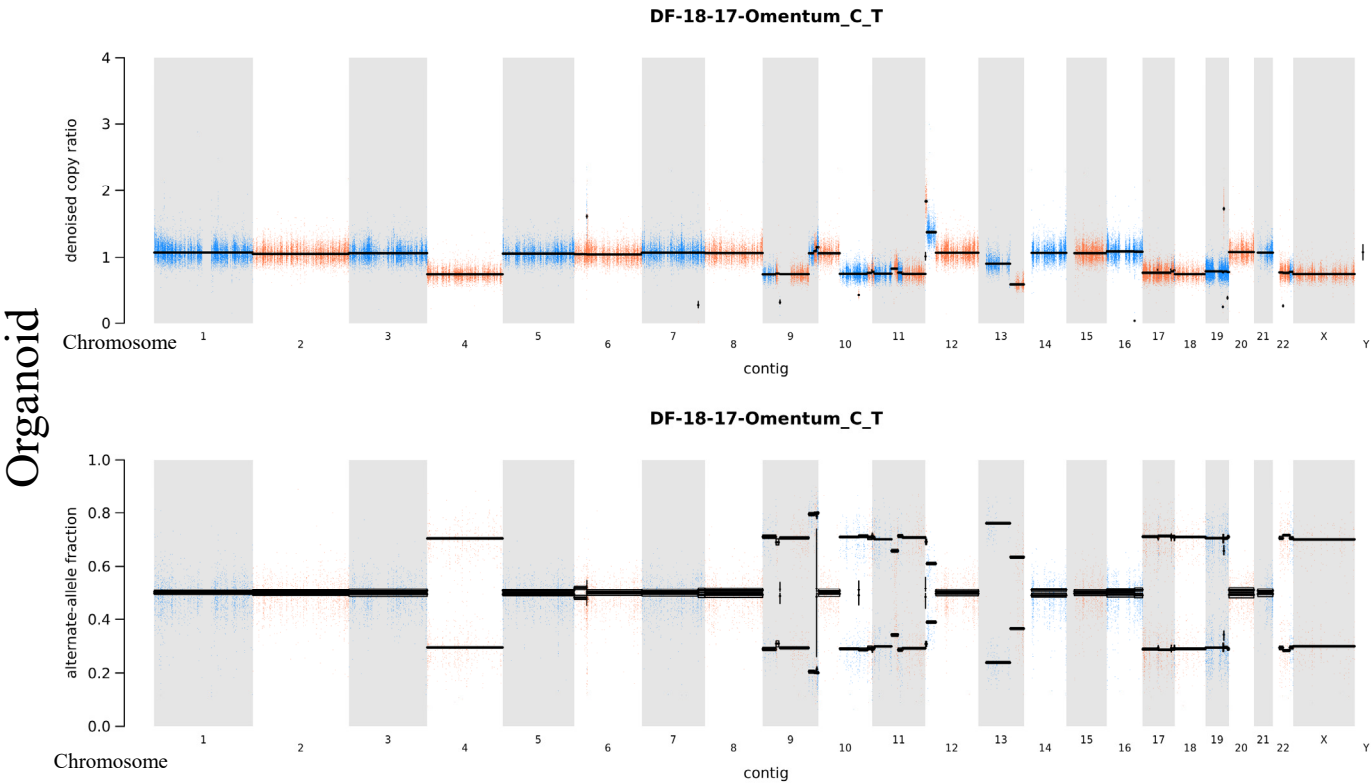 DF-18-17-Omentum_C_T
4
3
2
1
0
denoised copy ratio
Chromosome
1 2 3 4 5 6 7 8 9 10 11 12 13 14 15 16 17 18 19 20 21 22 X Y
contig
Organoid
DF-18-17-Omentum_C_T
1.0
0.8
0.6
0.4
0.2
0.0
alternate-allele fraction
1 2 3 4 5 6 7 8 9 10 11 12 13 14 15 16 17 18 19 20 21 22 X Y
Chromosome
contig